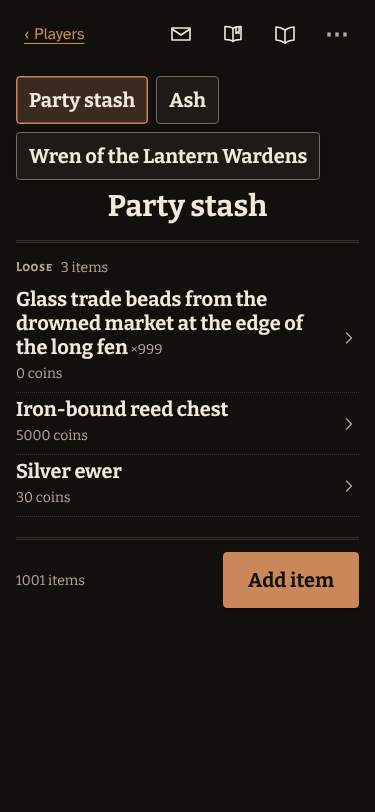 ‹ Players
Party stash
Ash
Wren of the Lantern Wardens
Party stash
Loose 3 items
Glass trade beads from the
drowned market at the edge of
the long fen ×999
0 coins
Iron-bound reed chest
5000 coins
Silver ewer
30 coins
1001 items
Add item